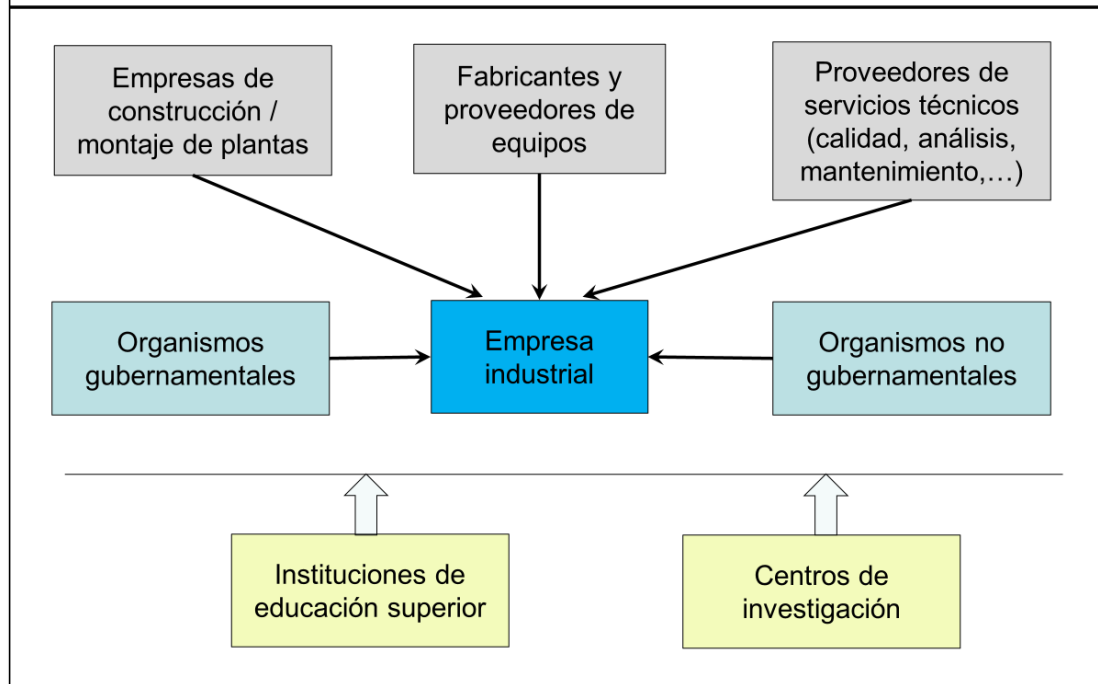 Empresas de
construcción /
montaje de plantas
Fabricantes y
proveedores de
equipos
Proveedores de
servicios técnicos
(calidad, análisis,
mantenimiento,…)
Organismos
gubernamentales
Empresa
industrial
Organismos no
gubernamentales
Instituciones de
educación superior
Centros de
investigación